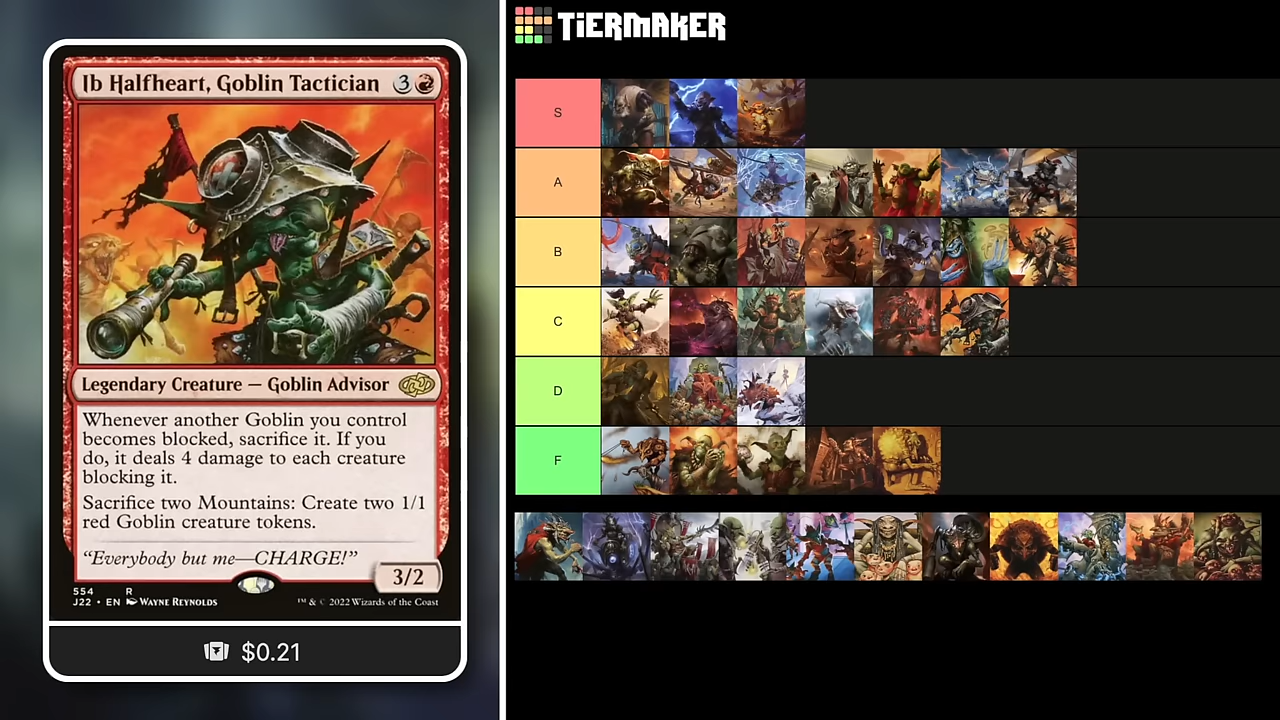 Ib Halfheart, Goblin Tactician 3
Legendary Creature — Goblin Advisor
Whenever another Goblin you control
becomes blocked, sacrifice it. If you
do, it deals 4 damage to each creature
blocking it.
Sacrifice two Mountains: Create two 1/1
red Goblin creature tokens.
“Everybody but me—CHARGE!”
3/2
554 R
J22 • EN Wayne Reynolds
™ & © 2022 Wizards of the Coast
$0.21
TiERMAKER
S
A
B
C
D
F